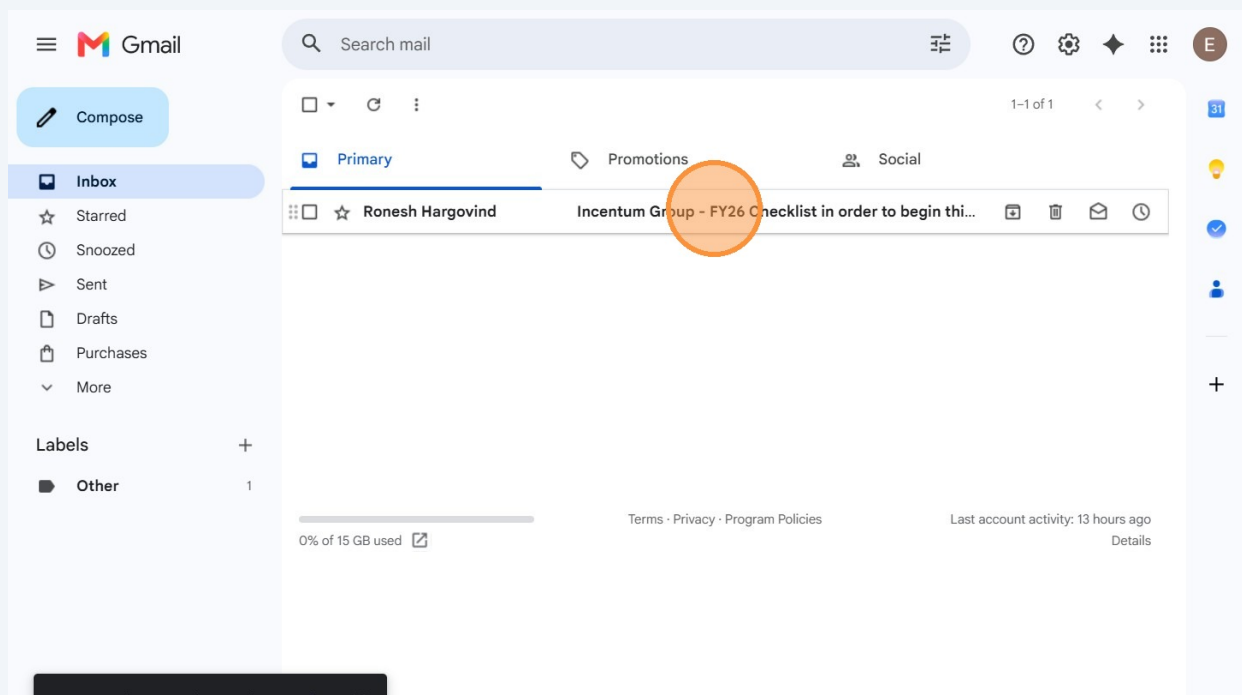 Gmail
Search mail
E
Compose
1–1 of 1
31
Primary
Promotions
Social
Inbox
Ronesh Hargovind Incentum Group - FY26 Checklist in order to begin thi...
Starred
Snoozed
Sent
Drafts
Purchases
More
Labels
Other 1
Terms · Privacy · Program Policies
Last account activity: 13 hours ago
0% of 15 GB used
Details